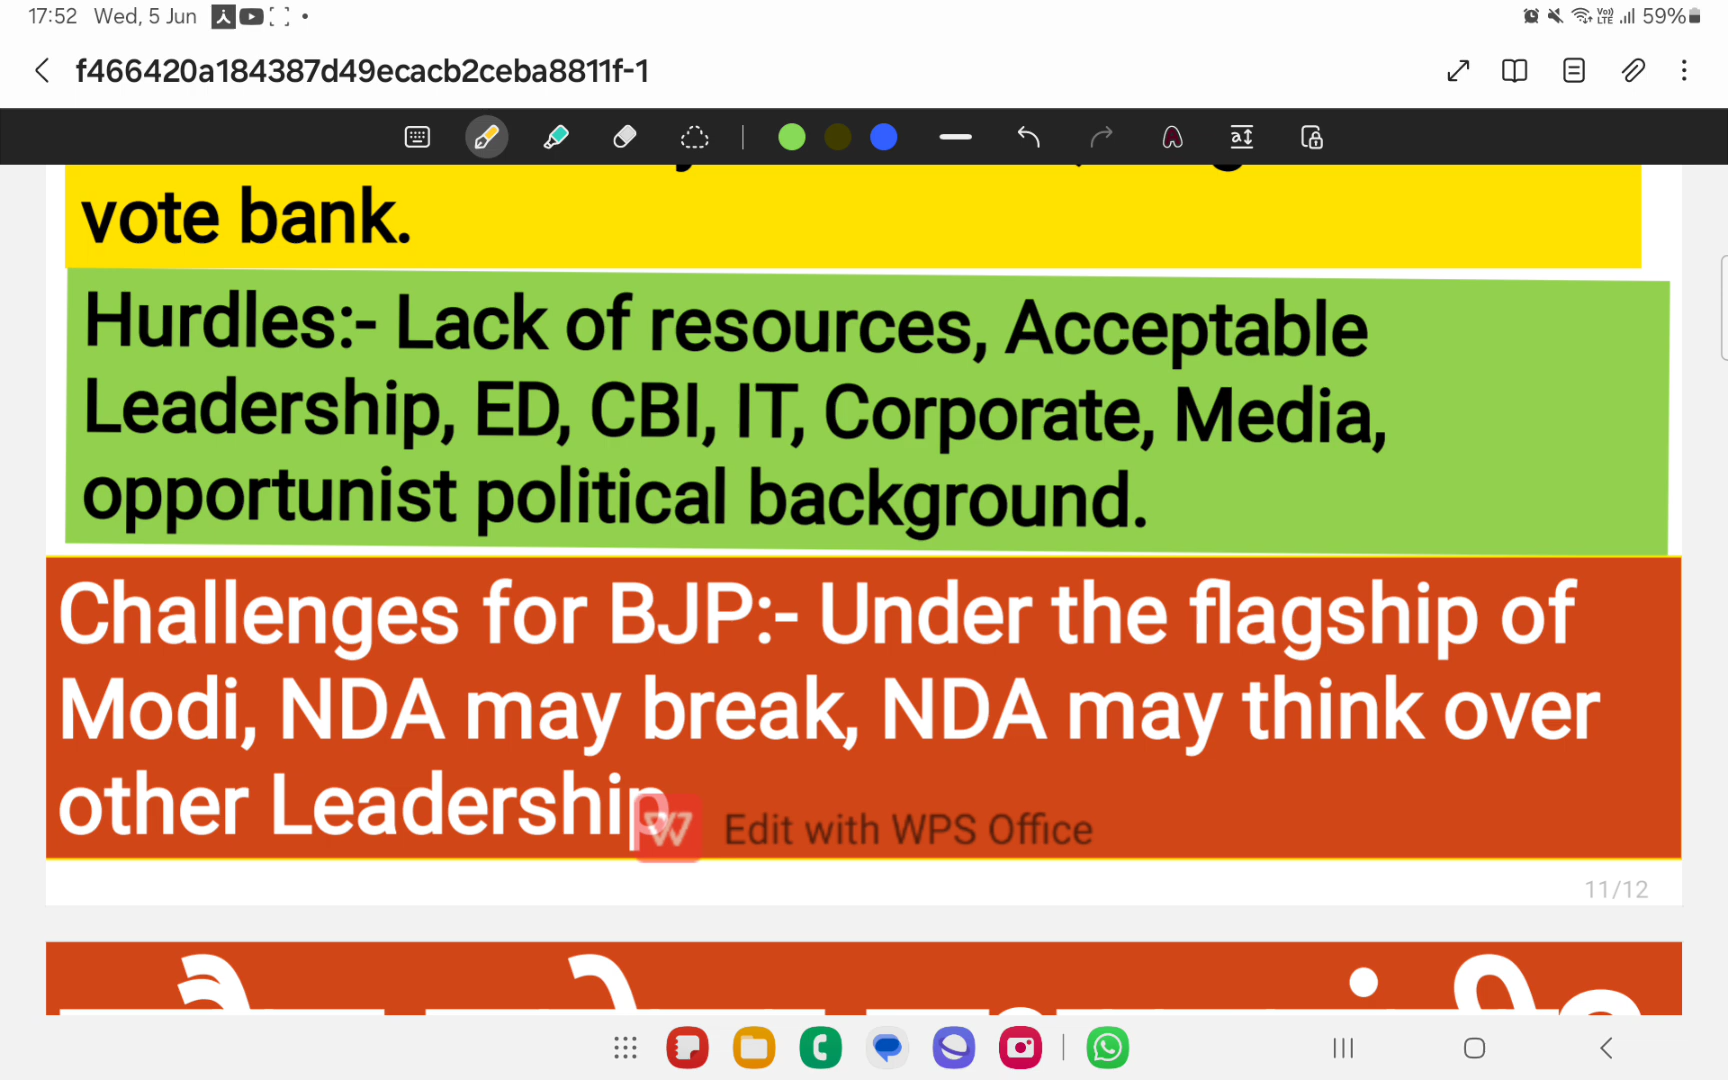 17:52 Wed, 5 Jun
Vo)) LTE 59%
f466420a184387d49ecacb2ceba8811f-1
vote bank.
Hurdles:- Lack of resources, Acceptable
Leadership, ED, CBI, IT, Corporate, Media,
opportunist political background.
Challenges for BJP:- Under the flagship of
Modi, NDA may break, NDA may think over
other Leadership
Edit with WPS Office
11/12